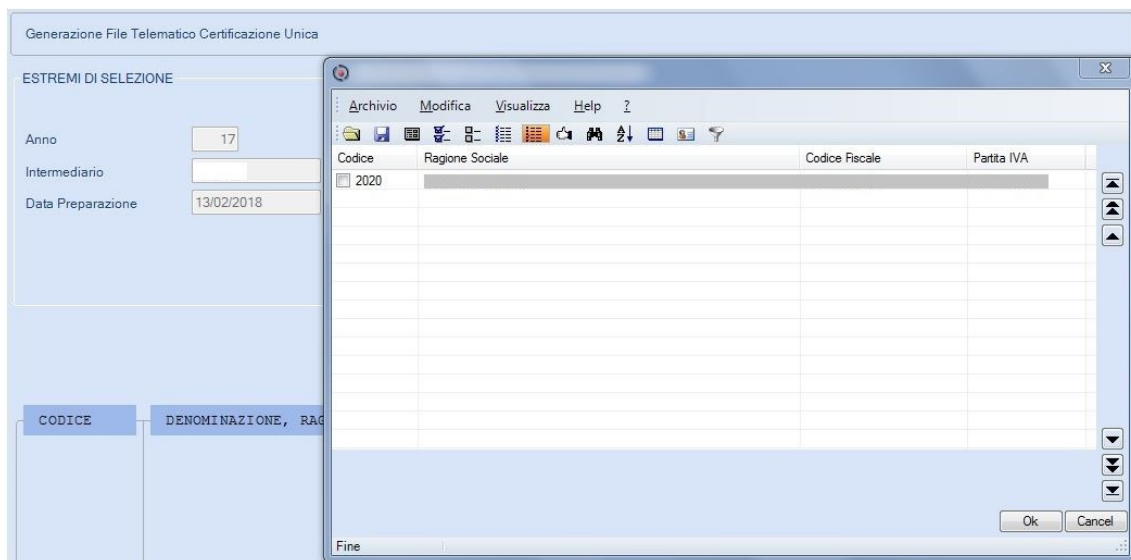 Generazione File Telematico Certificazione Unica
ESTREMI DI SELEZIONE
Anno 17
Intermediario
Data Preparazione 13/02/2018
CODICE DENOMINAZIONE, RAG
Archivio Modifica Visualizza Help ?
Codice Ragione Sociale Codice Fiscale Partita IVA
2020
Ok Cancel
Fine